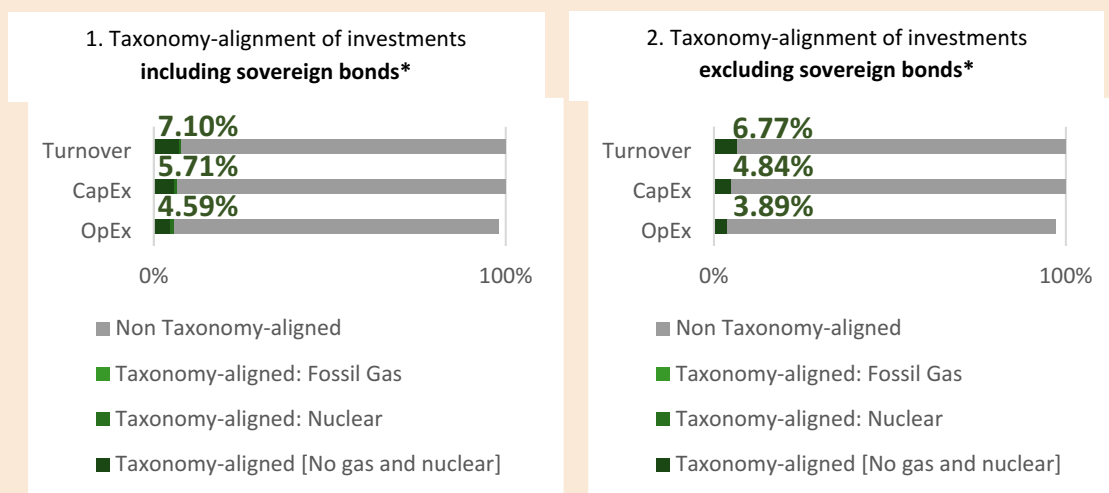 1. Taxonomy-alignment of investments
including sovereign bonds*
Turnover
7.10%
CapEx
5.71%
OpEx
4.59%
0%
100%
Non Taxonomy-aligned
Taxonomy-aligned: Fossil Gas
Taxonomy-aligned: Nuclear
Taxonomy-aligned [No gas and nuclear]
2. Taxonomy-alignment of investments
excluding sovereign bonds*
Turnover
6.77%
CapEx
4.84%
OpEx
3.89%
0%
100%
Non Taxonomy-aligned
Taxonomy-aligned: Fossil Gas
Taxonomy-aligned: Nuclear
Taxonomy-aligned [No gas and nuclear]